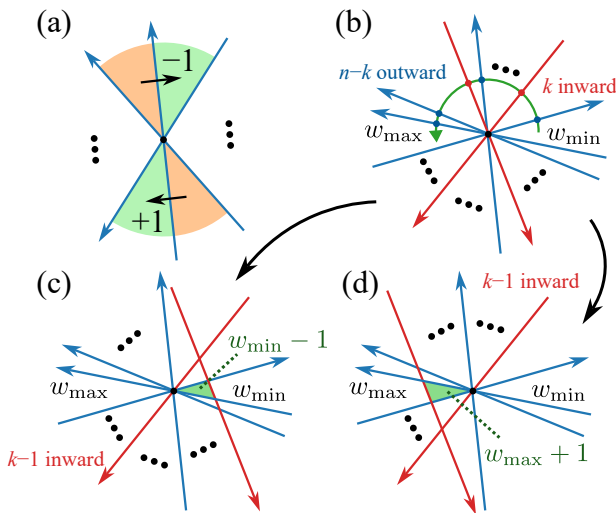 (a)
−1
+1
(b)
n−k outward
k inward
w_max
w_min
(c)
w_min − 1
w_max
w_min
k−1 inward
(d)
k−1 inward
w_max
w_min
w_max + 1